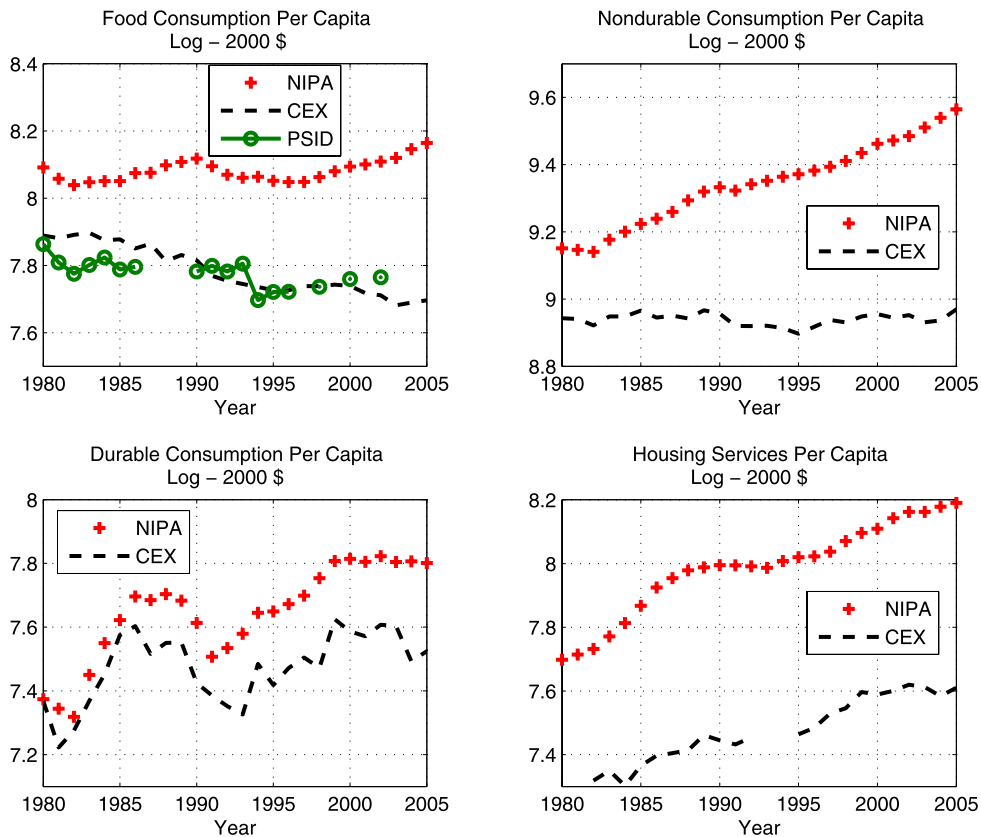 Food Consumption Per Capita
Log − 2000 $
8.4
8.2
8
7.8
7.6
1980 1985 1990 1995 2000 2005
Year
NIPA
CEX
PSID
Nondurable Consumption Per Capita
Log − 2000 $
9.6
9.4
9.2
9
8.8
1980 1985 1990 1995 2000 2005
Year
NIPA
CEX
Durable Consumption Per Capita
Log − 2000 $
8
7.8
7.6
7.4
7.2
1980 1985 1990 1995 2000 2005
Year
NIPA
CEX
Housing Services Per Capita
Log − 2000 $
8.2
8
7.8
7.6
7.4
1980 1985 1990 1995 2000 2005
Year
NIPA
CEX